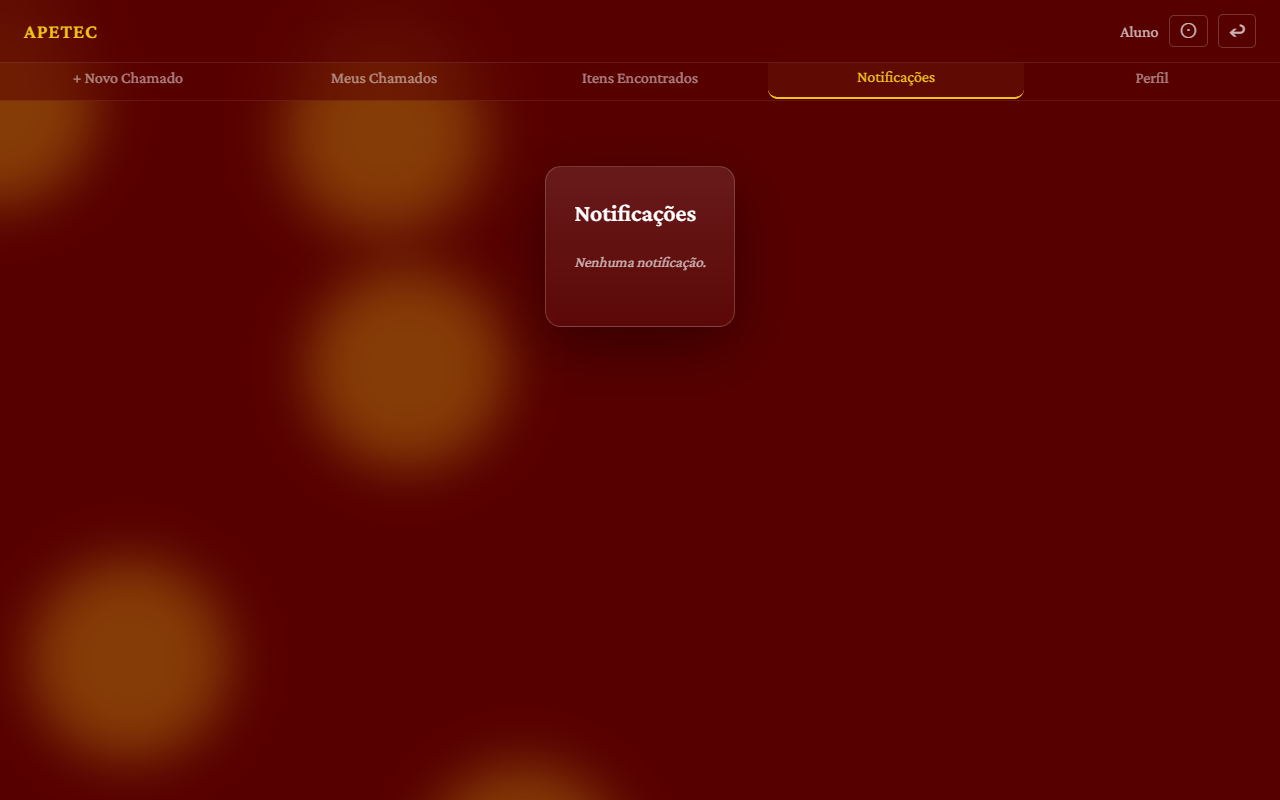 APETEC
Aluno
+ Novo Chamado
Meus Chamados
Itens Encontrados
Notificações
Perfil
Notificações
Nenhuma notificação.